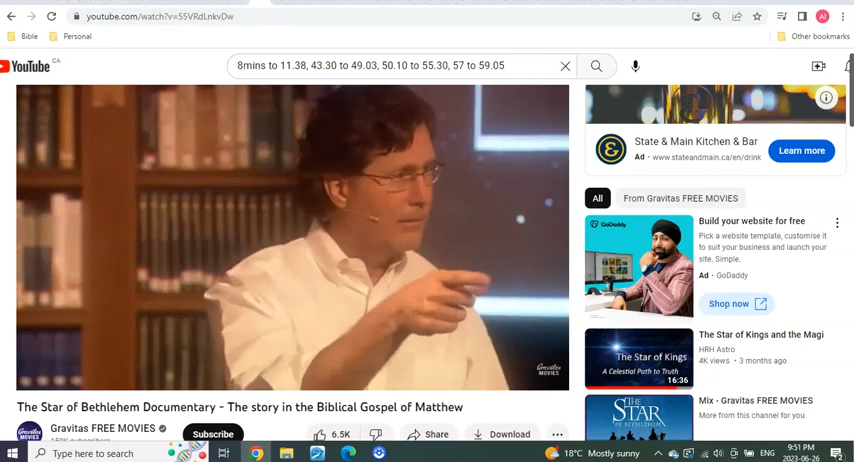 youtube.com/watch?v=55VRdLnkvDw
Bible
Personal
Other bookmarks
YouTube CA
8mins to 11.38, 43.30 to 49.03, 50.10 to 55.30, 57 to 59.05
State & Main Kitchen & Bar
Ad · www.stateandmain.ca/en/drink
Learn more
All
From Gravitas FREE MOVIES
GoDaddy
Build your website for free
Pick a website template, customise it
to suit your business and launch your
site. Simple.
Ad · GoDaddy
Shop now
Gravitas
MOVIES
The Star of Kings
A Celestial Path to Truth
16:36
The Star of Kings and the Magi
HRH Astro
4K views • 3 months ago
The Star of Bethlehem Documentary - The story in the Biblical Gospel of Matthew
THE
STAR
OF BETHLEHEM
Mix - Gravitas FREE MOVIES
More from this channel for you
Gravitas FREE MOVIES
Subscribe
6.5K
Share
Download
Type here to search
18°C Mostly sunny
ENG
9:51 PM
2023-06-26
2